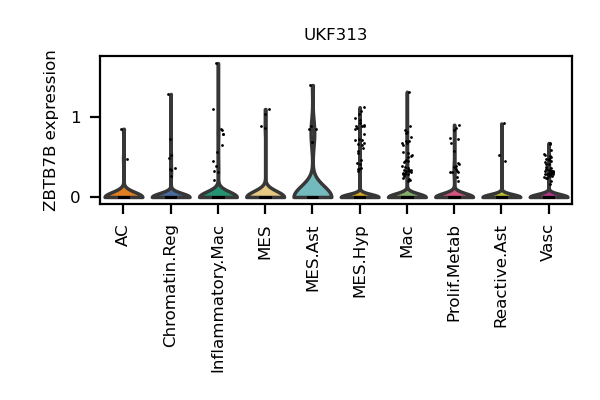 UKF313
ZBTB7B expression
1
0
AC
Chromatin.Reg
Inflammatory.Mac
MES
MES.Ast
MES.Hyp
Mac
Prolif.Metab
Reactive.Ast
Vasc